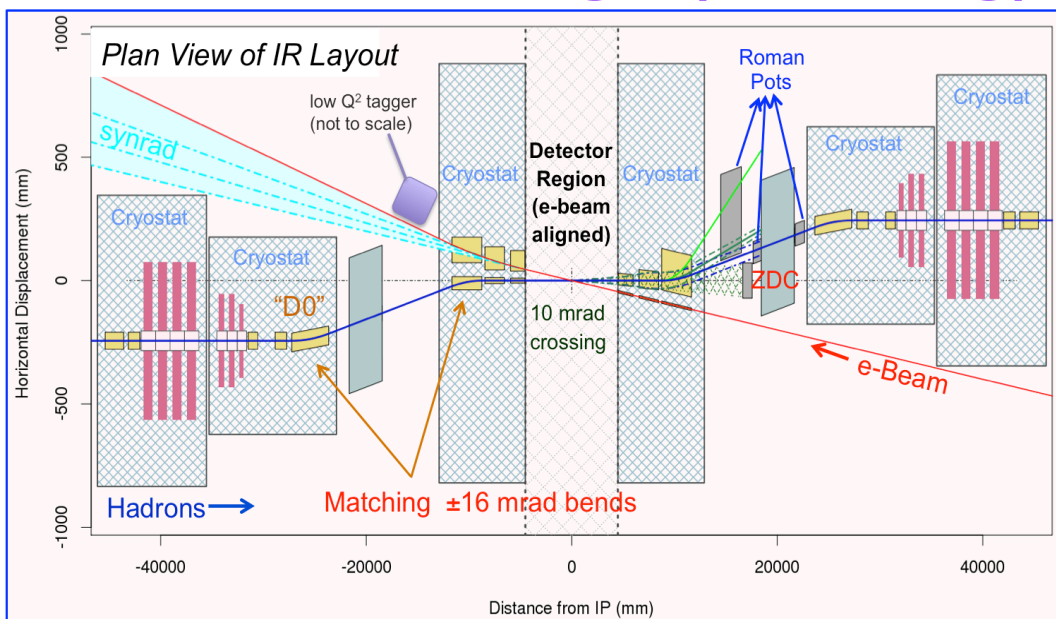 Plan View of IR Layout
low Q² tagger
(not to scale)
synrad
Cryostat
Cryostat
Cryostat
Detector
Region
(e-beam
aligned)
Cryostat
Roman
Pots
Cryostat
Cryostat
"D0"
ZDC
10 mrad
crossing
e-Beam
Matching ±16 mrad bends
Hadrons
Horizontal Displacement (mm)
1000
500
0
-500
-1000
-40000 -20000 0 20000 40000
Distance from IP (mm)